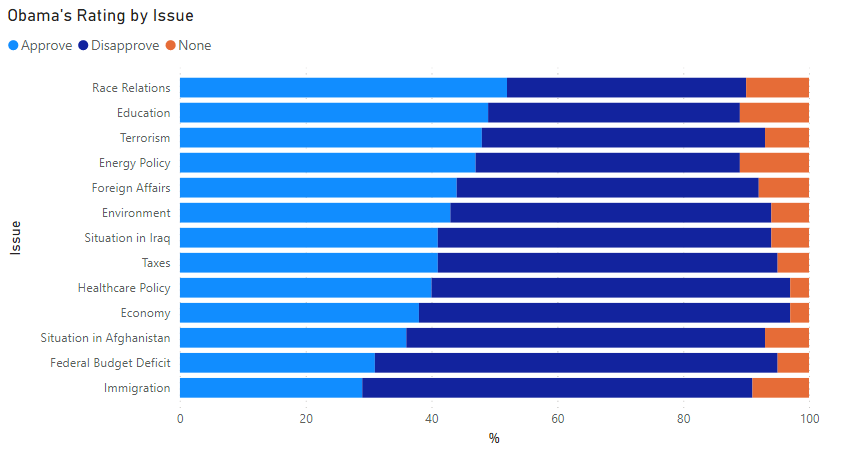 Obama's Rating by Issue
Approve Disapprove None
Race Relations
Education
Terrorism
Energy Policy
Foreign Affairs
Environment
Situation in Iraq
Taxes
Healthcare Policy
Economy
Situation in Afghanistan
Federal Budget Deficit
Immigration
Issue
0 20 40 60 80 100
%